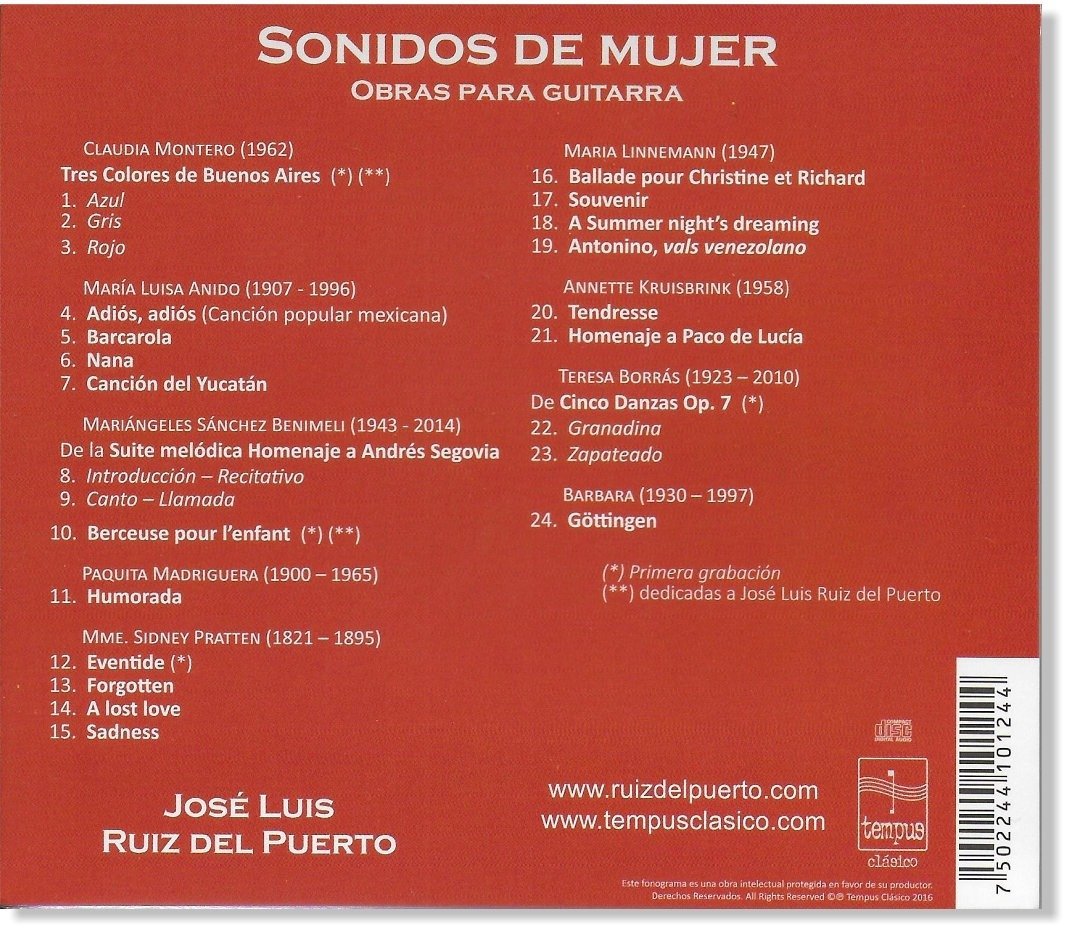 SONIDOS DE MUJER
OBRAS PARA GUITARRA
CLAUDIA MONTERO (1962)
Tres Colores de Buenos Aires (*) (**)
1. Azul
2. Gris
3. Rojo
MARÍA LUISA ANIDO (1907 - 1996)
4. Adiós, adiós (Canción popular mexicana)
5. Barcarola
6. Nana
7. Canción del Yucatán
MARIÁNGELES SÁNCHEZ BENIMELI (1943 - 2014)
De la Suite melódica Homenaje a Andrés Segovia
8. Introducción – Recitativo
9. Canto – Llamada
10. Berceuse pour l'enfant (*) (**)
PAQUITA MADRIGUERA (1900 – 1965)
11. Humorada
MME. SIDNEY PRATTEN (1821 – 1895)
12. Eventide (*)
13. Forgotten
14. A lost love
15. Sadness
MARIA LINNEMANN (1947)
16. Ballade pour Christine et Richard
17. Souvenir
18. A Summer night's dreaming
19. Antonino, vals venezolano
ANNETTE KRUISBRINK (1958)
20. Tendresse
21. Homenaje a Paco de Lucía
TERESA BORRÁS (1923 – 2010)
De Cinco Danzas Op. 7 (*)
22. Granadina
23. Zapateado
BARBARA (1930 – 1997)
24. Göttingen
(*) Primera grabación
(**) dedicadas a José Luis Ruiz del Puerto
JOSÉ LUIS
RUIZ DEL PUERTO
www.ruizdelpuerto.com
www.tempusclasico.com
COMPACT
disc
DIGITAL AUDIO
tempus
clásico
Este fonograma es una obra intelectual protegida en favor de su productor.
Derechos Reservados. All Rights Reserved ©℗ Tempus Clásico 2016
7 502244 101244